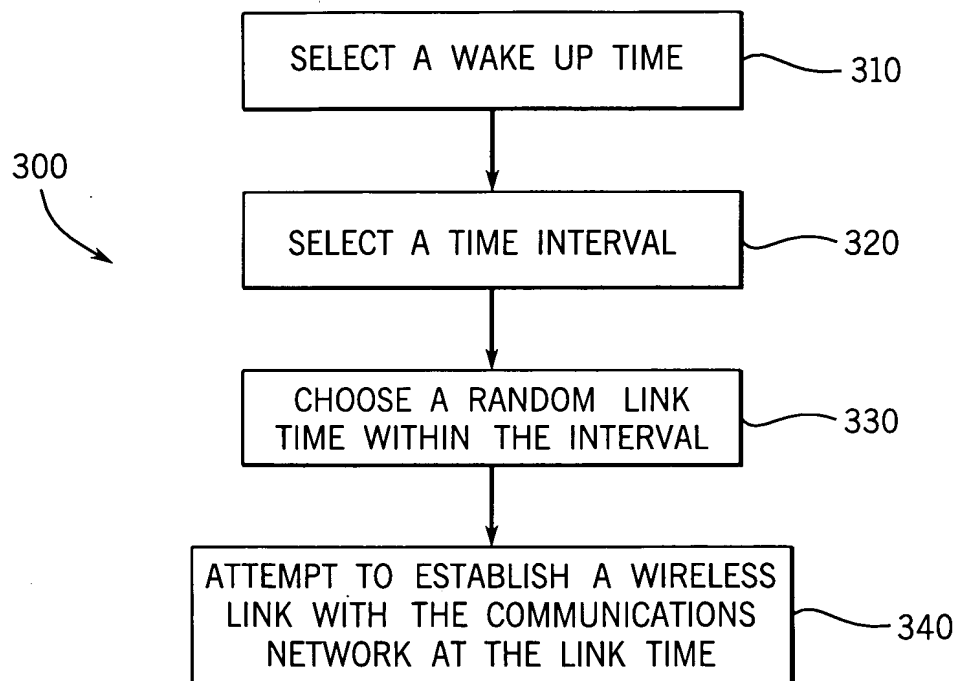 SELECT A WAKE UP TIME
310
300
SELECT A TIME INTERVAL
320
CHOOSE A RANDOM LINK
TIME WITHIN THE INTERVAL
330
ATTEMPT TO ESTABLISH A WIRELESS
LINK WITH THE COMMUNICATIONS
NETWORK AT THE LINK TIME
340